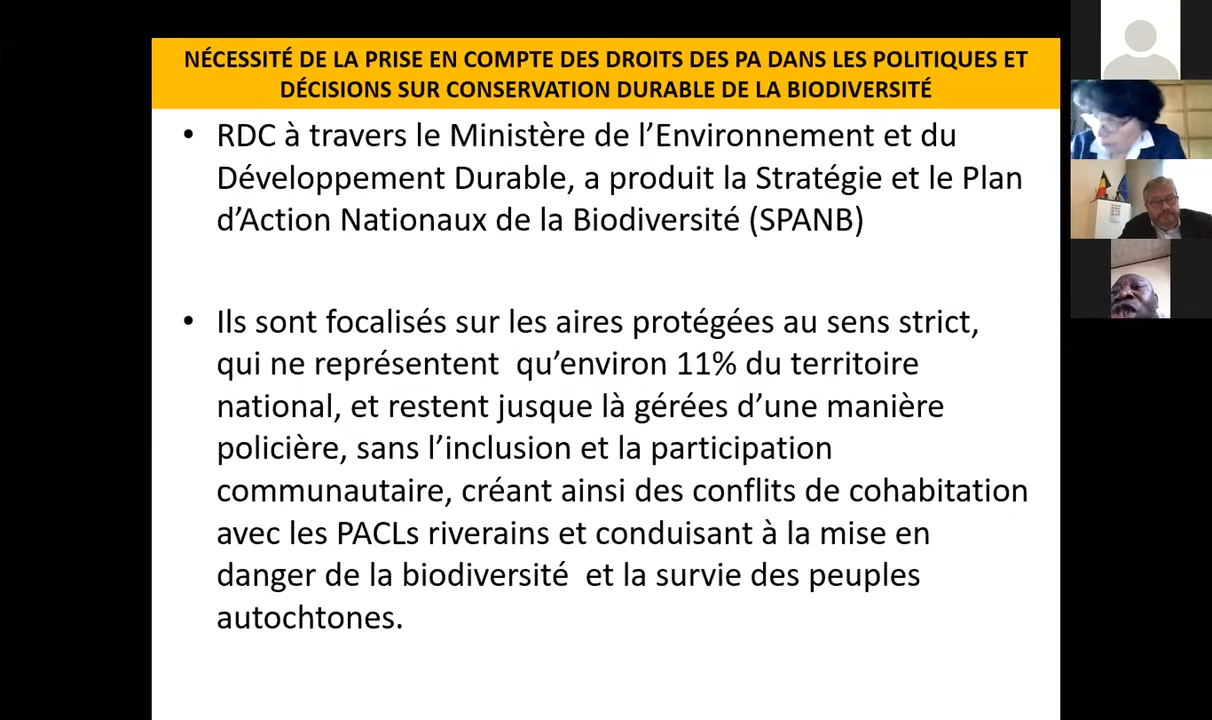 NÉCESSITÉ DE LA PRISE EN COMPTE DES DROITS DES PA DANS LES POLITIQUES ET
DÉCISIONS SUR CONSERVATION DURABLE DE LA BIODIVERSITÉ
• RDC à travers le Ministère de l’Environnement et du
Développement Durable, a produit la Stratégie et le Plan
d’Action Nationaux de la Biodiversité (SPANB)
• Ils sont focalisés sur les aires protégées au sens strict,
qui ne représentent  qu’environ 11% du territoire
national, et restent jusque là gérées d’une manière
policière, sans l’inclusion et la participation
communautaire, créant ainsi des conflits de cohabitation
avec les PACLs riverains et conduisant à la mise en
danger de la biodiversité  et la survie des peuples
autochtones.